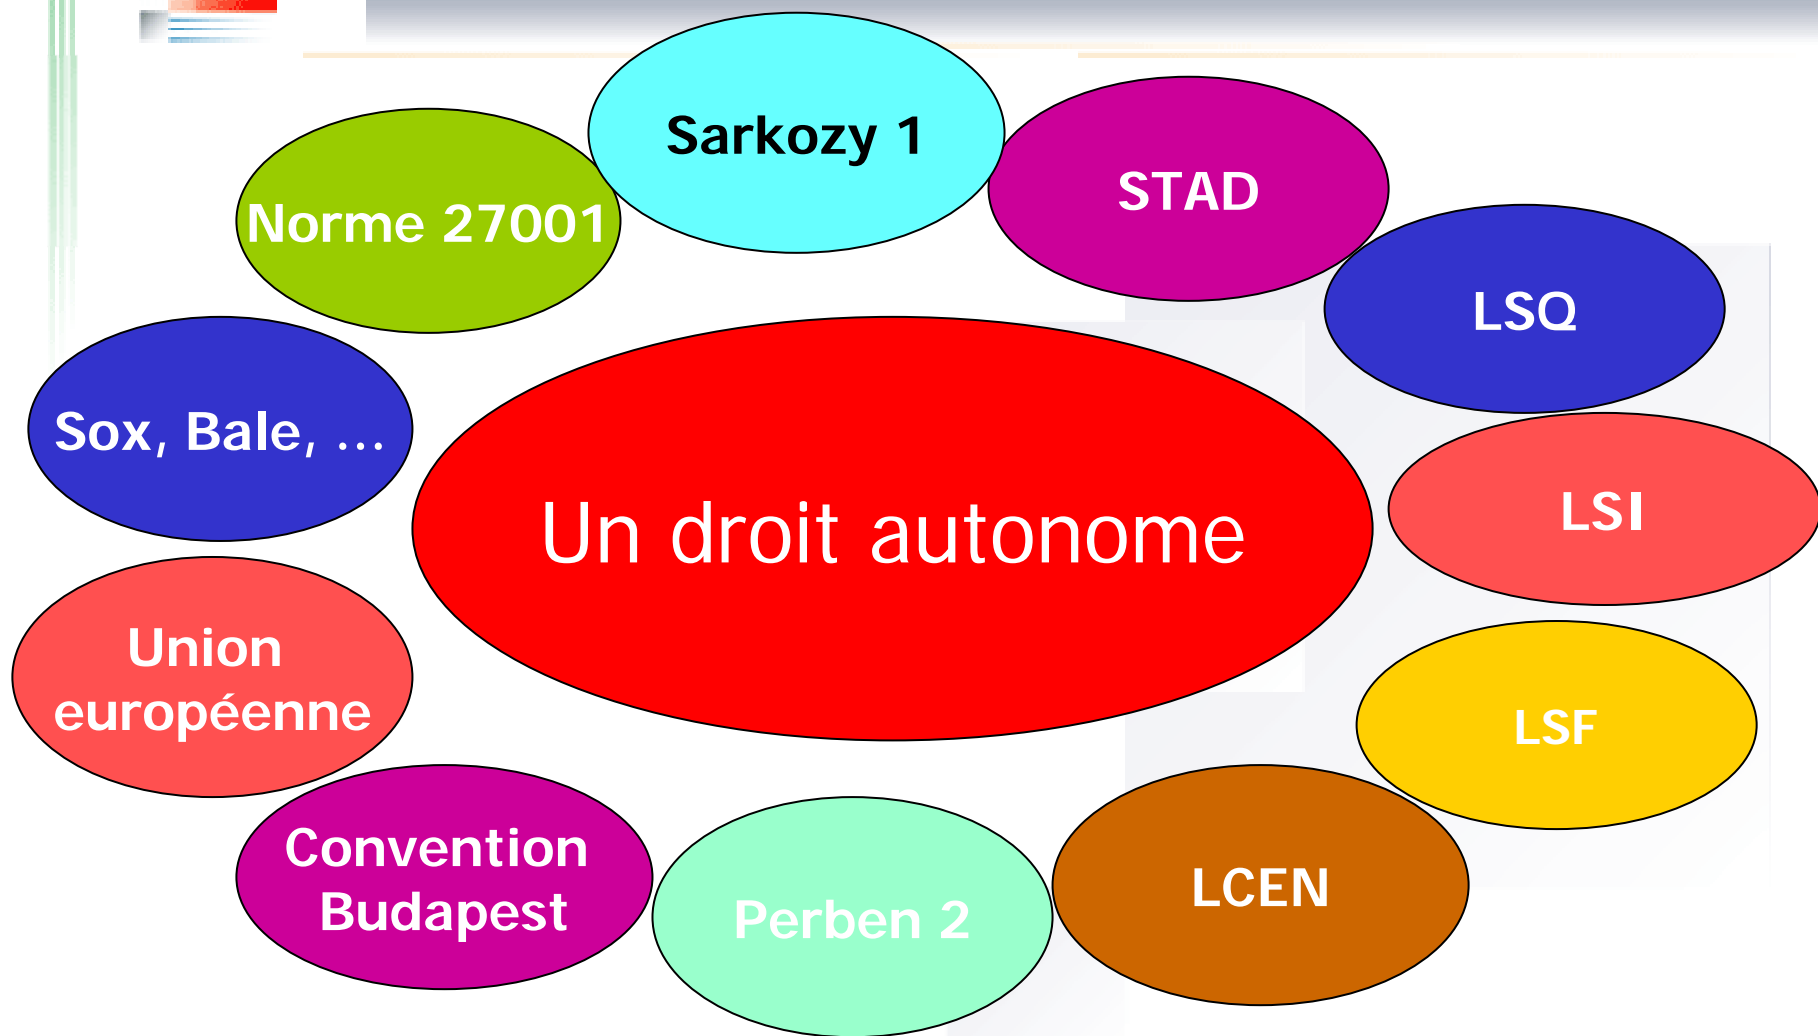 Sarkozy 1
STAD
Norme 27001
LSQ
Sox, Bale, ...
LSI
Un droit autonome
Union
européenne
LSF
Convention
Budapest
LCEN
Perben 2